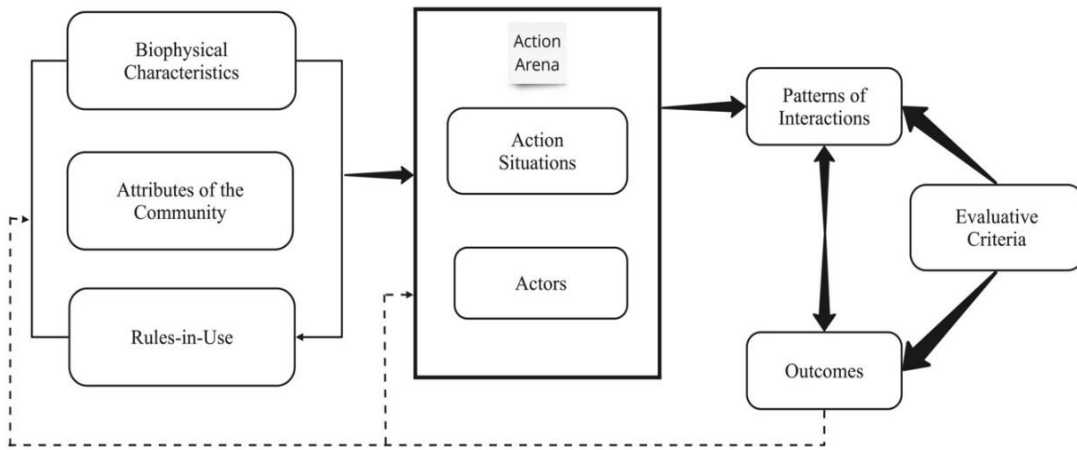 Biophysical
Characteristics
Attributes of the
Community
Rules-in-Use
Action
Arena
Action
Situations
Actors
Patterns of
Interactions
Outcomes
Evaluative
Criteria